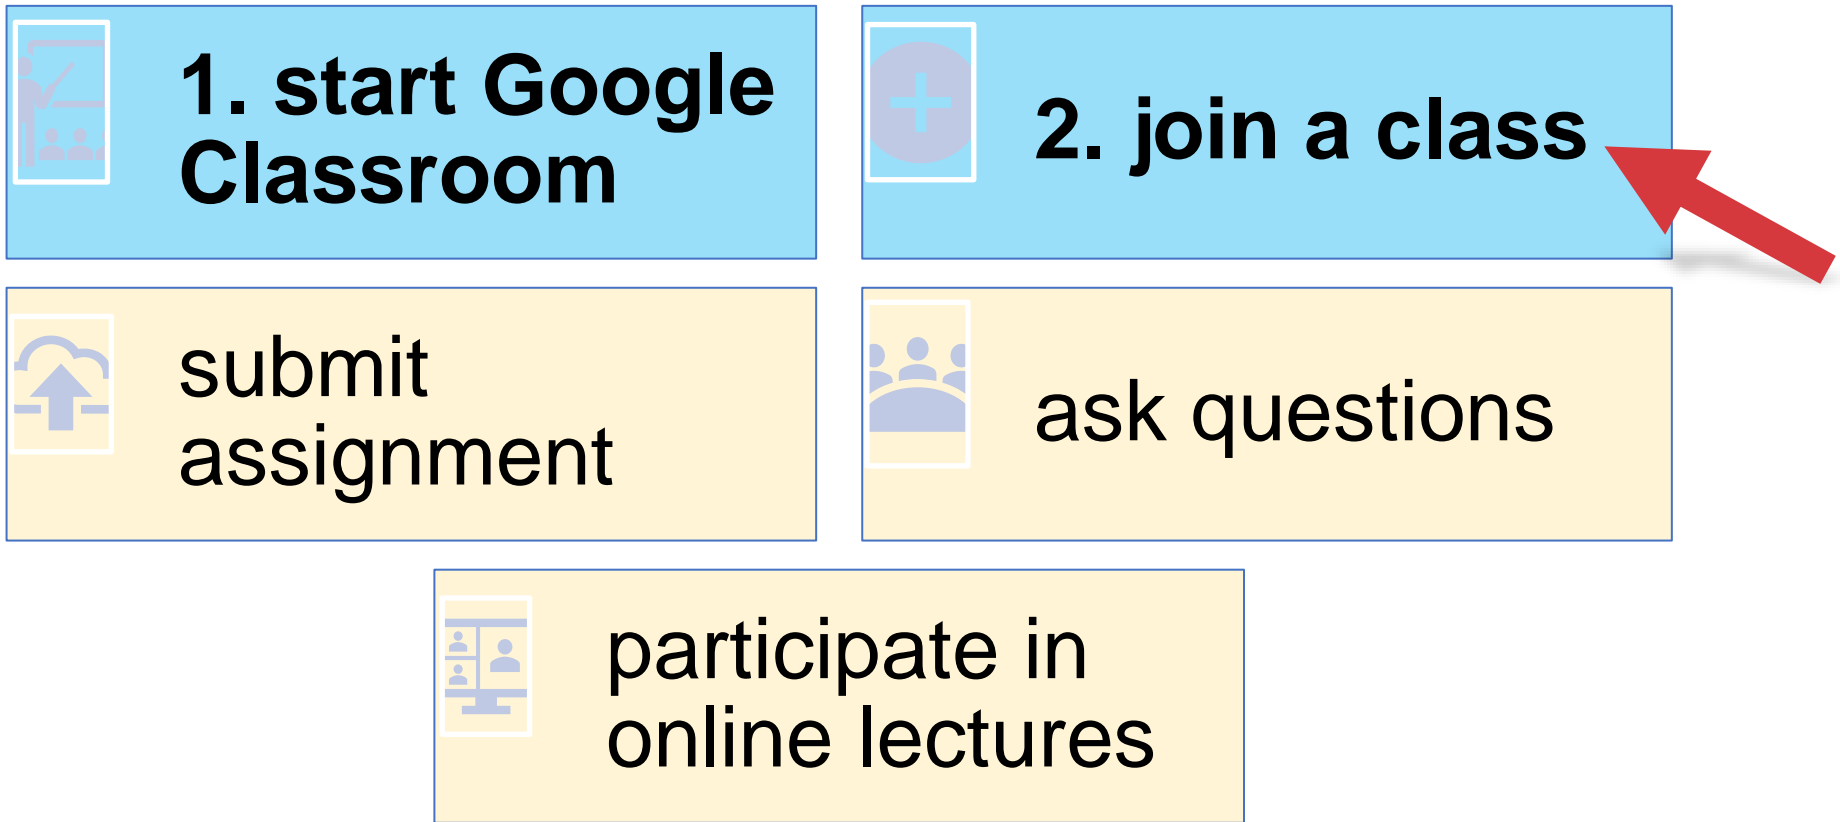 1. start Google
Classroom
2. join a class
submit
assignment
ask questions
participate in
online lectures